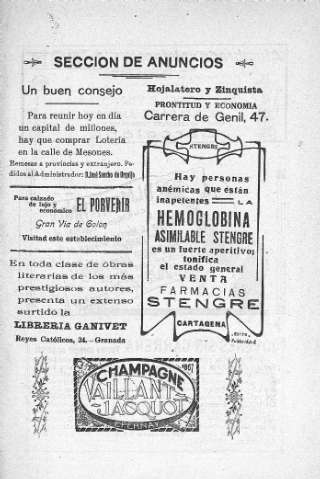 SECCION DE ANUNCIOS
Un buen consejo
Para reunir hoy en día
un capital de millones,
hay que comprar Lotería
en la calle de Mesones.
Remesas a provincias y extranjero. Pe-
didos al Administrador:
Para calzado
de lujo y
económico
EL PORVENIR
Gran Vía de Colon
Visitad este establecimiento
En toda clase de obras
literarias de los más
prestigiosos autores,
presenta un extenso
surtido la
LIBRERIA GANIVET
Reyes Católicos, 24.-Granada
Hojalatero y Zinquista
PRONTITUD Y ECONOMIA
Carrera de Genil, 47.
STENGRE
Hay personas
anémicas que están
inapetentes LA
HEMOGLOBINA
ASIMILABLE STENGRE
es un fuerte aperitivo;
tonifica
el estado general
VENTA
FARMACIAS
STENGRE
CARTAGENA
Publicidad
CHAMPAGNE
VAILLANT
JACQUOT
EPERNAY